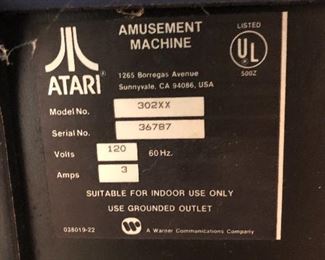 AMUSEMENT
MACHINE
LISTED
UL
500Z
ATARI®
1265 Borregas Avenue
Sunnyvale, CA 94086, USA
Model No. 302XX
Serial No. 36787
Volts 120 60 Hz.
Amps 3
SUITABLE FOR INDOOR USE ONLY
USE GROUNDED OUTLET
038019-22
A Warner Communications Company